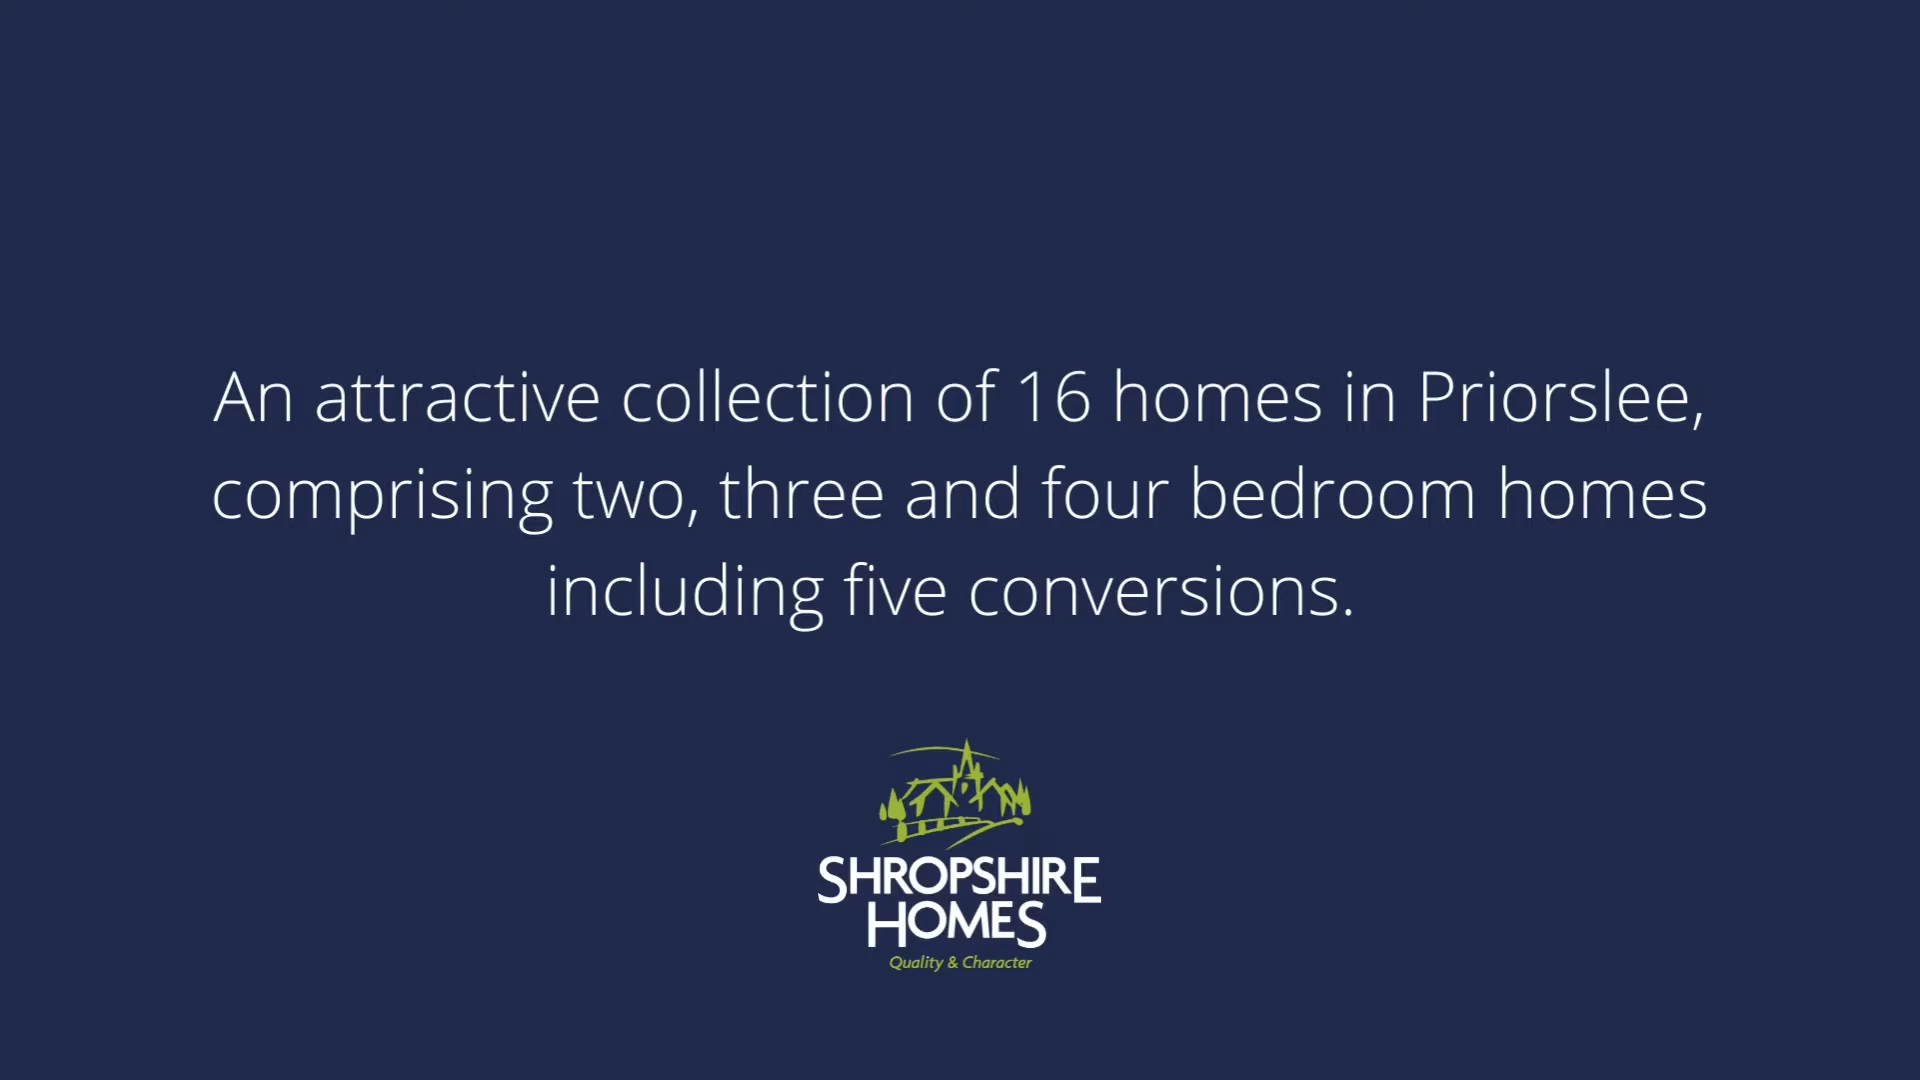 An attractive collection of 16 homes in Priorslee,
comprising two, three and four bedroom homes
including five conversions.
SHROPSHIRE
HOMES
Quality & Character